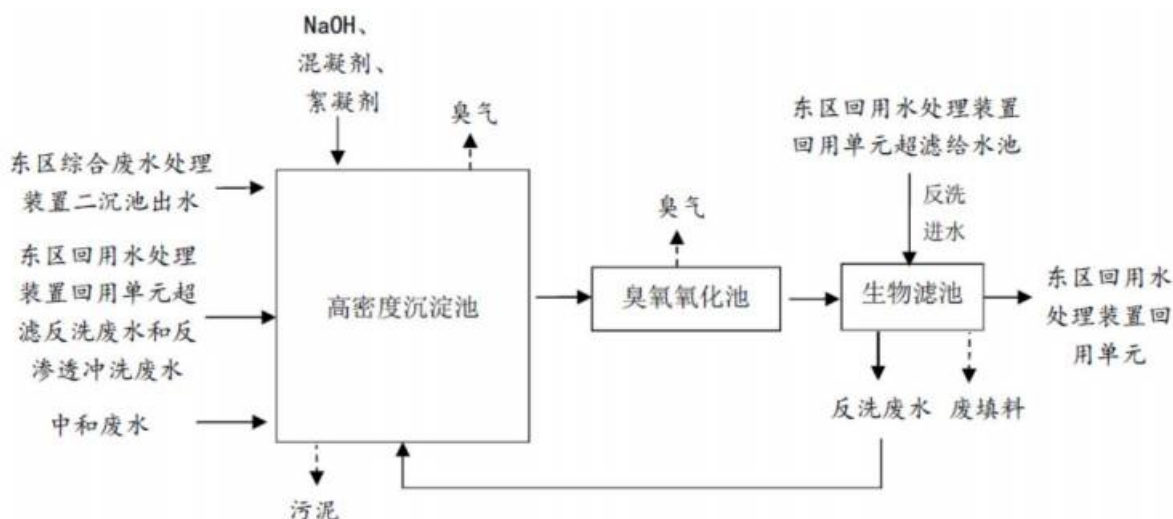 NaOH、
混凝剂、
絮凝剂
臭气
东区综合废水处理
装置二沉池出水
东区回用水处理
装置回用单元超
滤反洗废水和反
渗透冲洗废水
中和废水
高密度沉淀池
污泥
臭气
臭氧氧化池
东区回用水处理装置
回用单元超滤给水池
反洗
进水
生物滤池
东区回用水
处理装置回
用单元
反洗废水
废填料